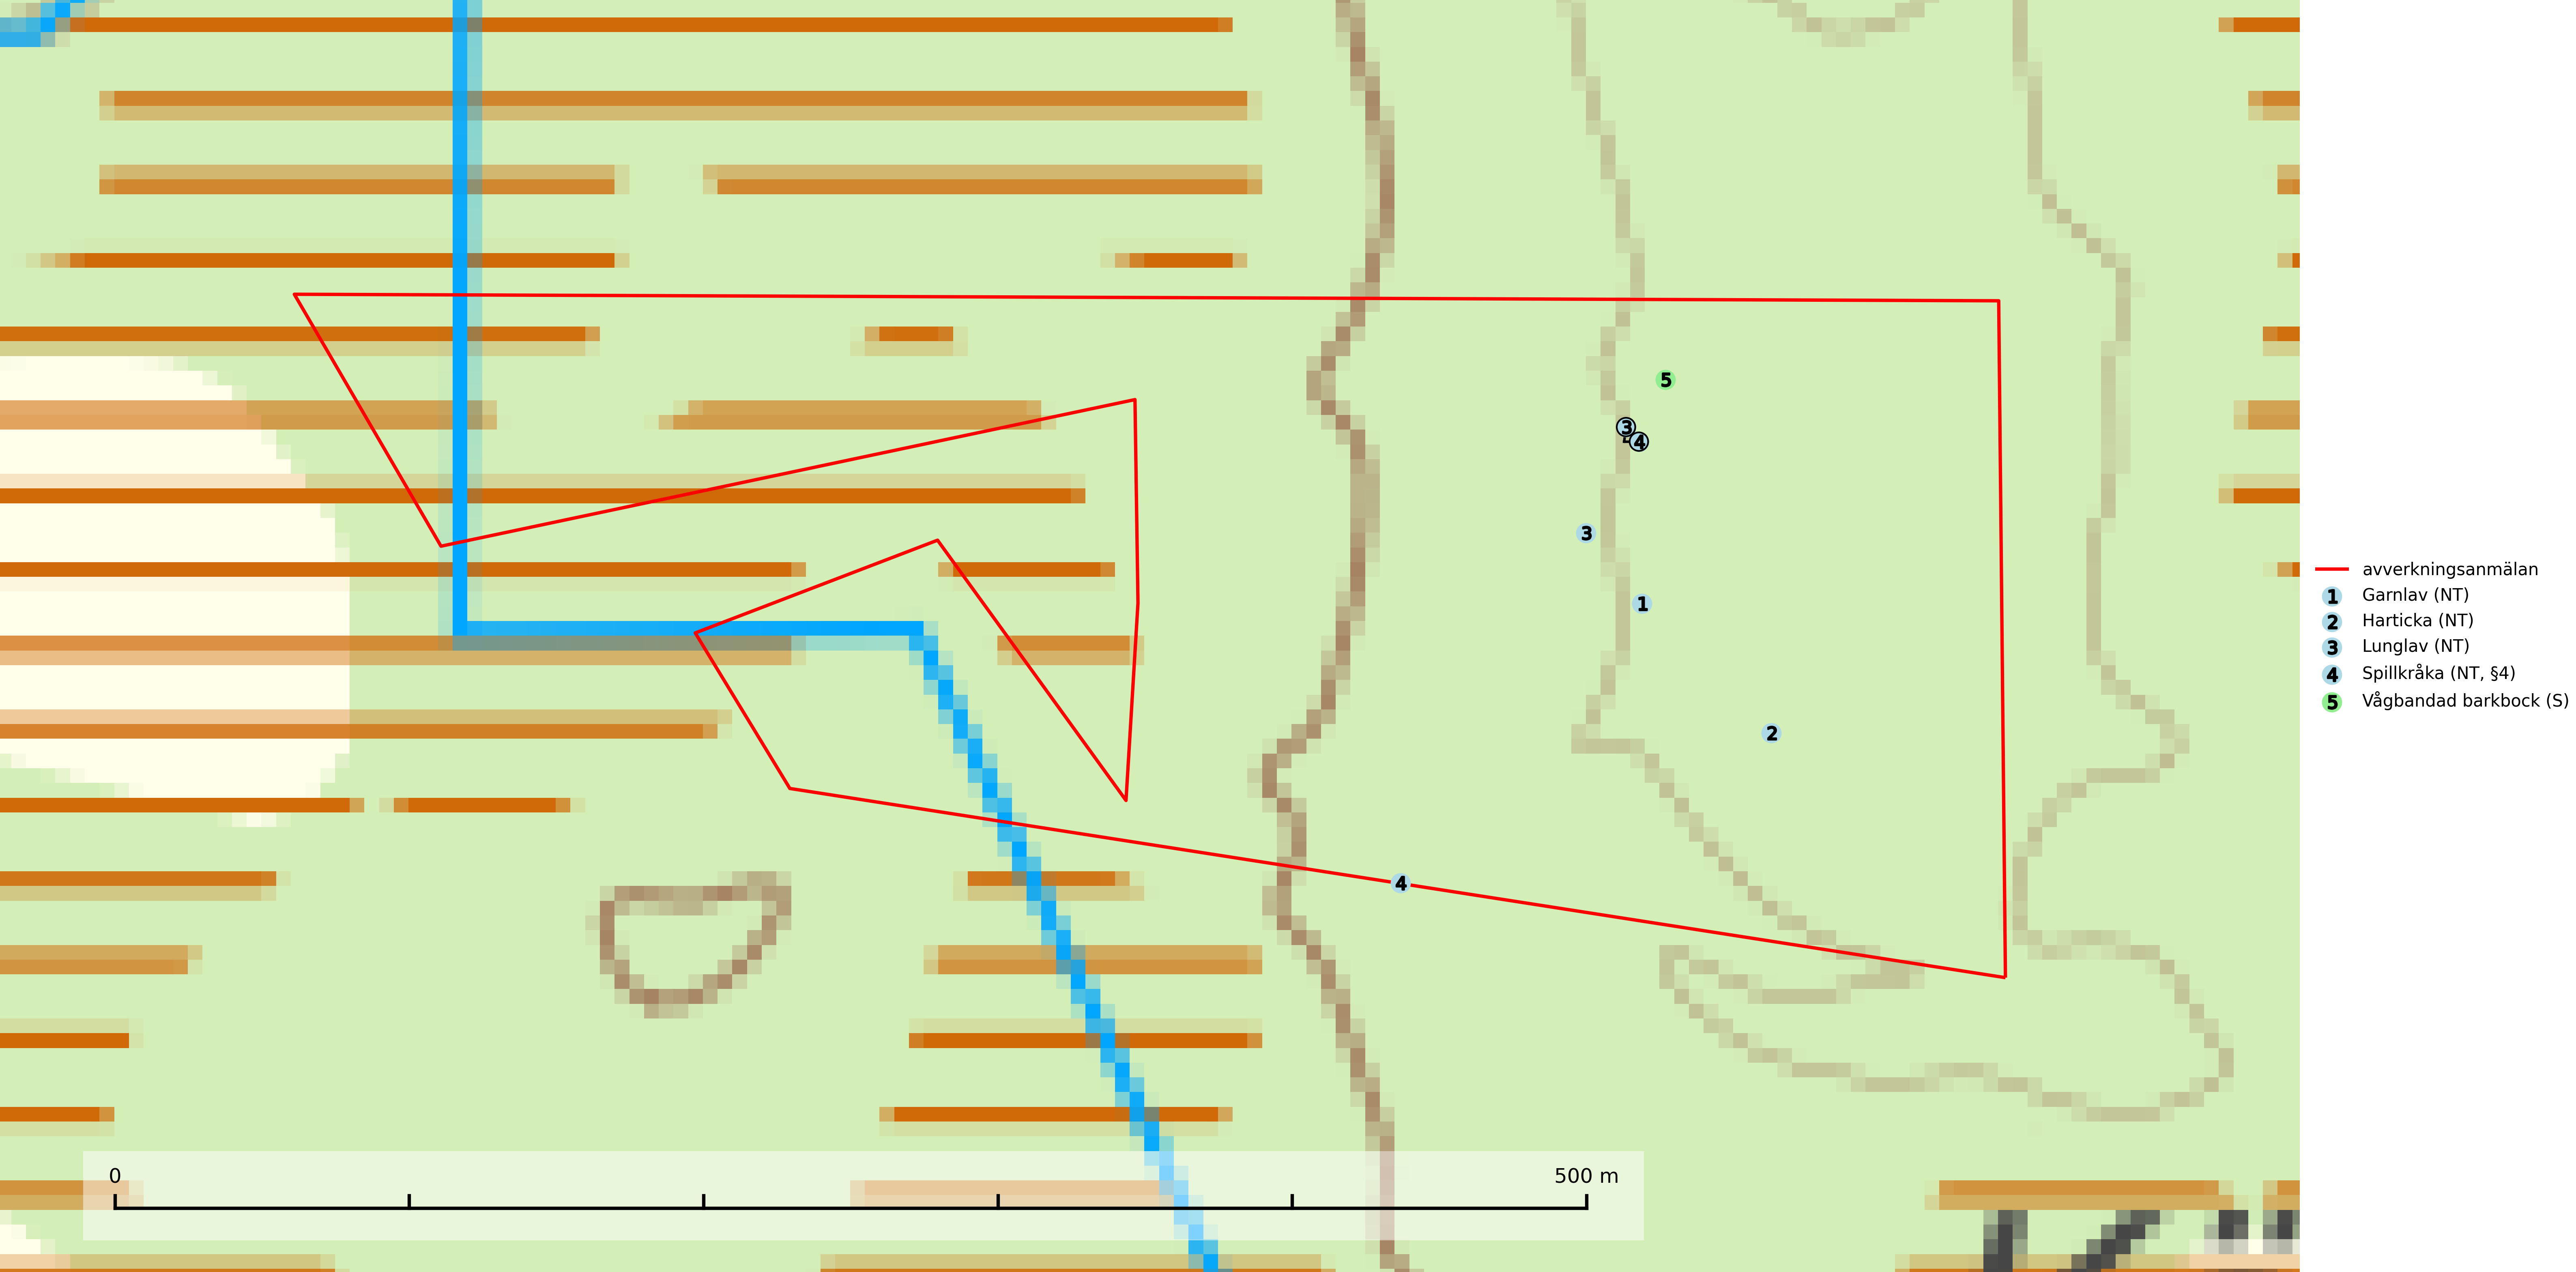 5
3
4
3
1
2
4
avverkningsanmälan
1 Garnlav (NT)
2 Harticka (NT)
3 Lunglav (NT)
4 Spillkråka (NT, §4)
5 Vågbandad barkbock (S)
0 500 m